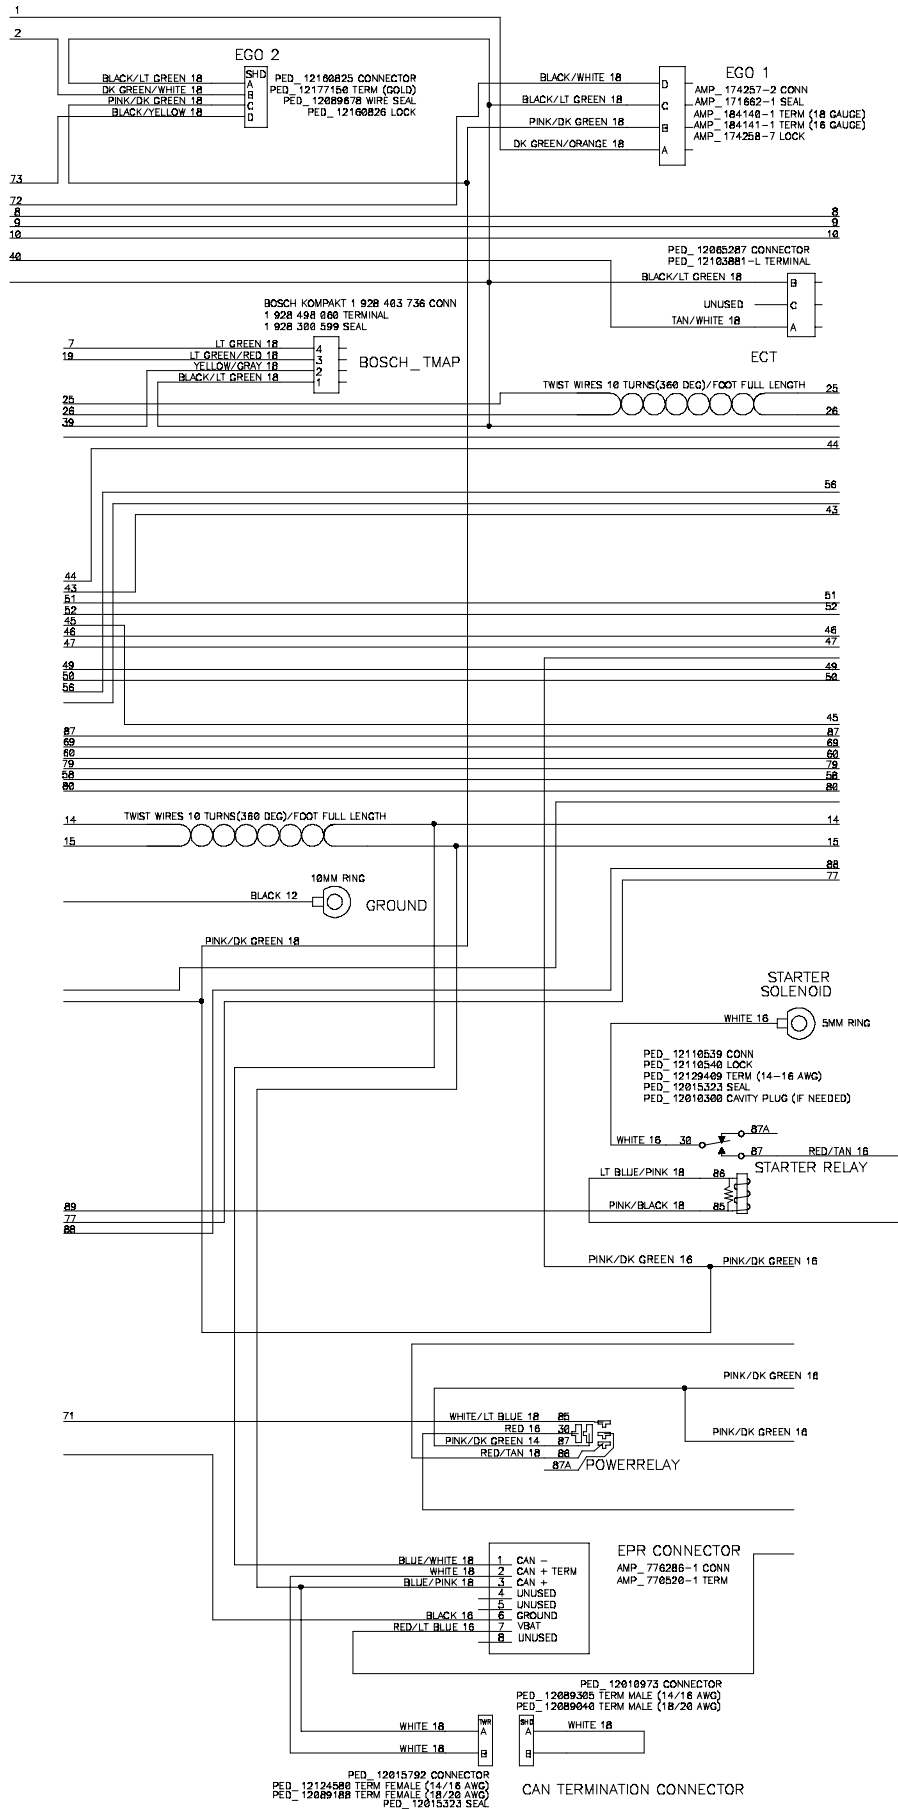 1
2
EGO 2
BLACK/LT GREEN 18
DK GREEN/WHITE 18
PINK/DK GREEN 18
BLACK/YELLOW 18
SHD
A
B
C
D
PED_ 12160825 CONNECTOR
PED_ 12177150 TERM (GOLD)
PED_ 12089678 WIRE SEAL
PED_ 12160826 LOCK
BLACK/WHITE 18
BLACK/LT GREEN 18
PINK/DK GREEN 18
DK GREEN/ORANGE 18
D
C
B
A
EGO 1
AMP_ 174257-2 CONN
AMP_ 171662-1 SEAL
AMP_ 184140-1 TERM (18 GAUGE)
AMP_ 184141-1 TERM (16 GAUGE)
AMP_ 174258-7 LOCK
73
72
8 8
9 9
10 10
40
PED_ 12065287 CONNECTOR
PED_ 12103881-L TERMINAL
BLACK/LT GREEN 18 B
UNUSED C
TAN/WHITE 18 A
ECT
BOSCH KOMPAKT 1 928 403 736 CONN
1 928 498 060 TERMINAL
1 928 300 599 SEAL
7 LT GREEN 18 4
19 LT GREEN/RED 18 3
YELLOW/GRAY 18 2
BLACK/LT GREEN 18 1
BOSCH_TMAP
TWIST WIRES 10 TURNS(360 DEG)/FOOT FULL LENGTH
25 25
26 26
39
44
56
43
44
43
51 51
52 52
45
46 46
47 47
49 49
50 50
56
45
87 87
69 69
60 60
79 79
58 58
80 80
TWIST WIRES 10 TURNS(360 DEG)/FOOT FULL LENGTH
14 14
15 15
88
77
10MM RING
BLACK 12
GROUND
PINK/DK GREEN 18
STARTER
SOLENOID
WHITE 16
5MM RING
PED_ 12110539 CONN
PED_ 12110540 LOCK
PED_ 12129409 TERM (14-16 AWG)
PED_ 12015323 SEAL
PED_ 12010300 CAVITY PLUG (IF NEEDED)
87A
WHITE 16 30
87 RED/TAN 16
STARTER RELAY
LT BLUE/PINK 18 86
PINK/BLACK 18 85
89
77
88
PINK/DK GREEN 16 PINK/DK GREEN 16
PINK/DK GREEN 16
71
WHITE/LT BLUE 18 85
RED 16 30
PINK/DK GREEN 14 87
RED/TAN 18 86
87A
POWERRELAY
PINK/DK GREEN 16
EPR CONNECTOR
AMP_ 776286-1 CONN
AMP_ 770520-1 TERM
BLUE/WHITE 18 1 CAN -
WHITE 18 2 CAN + TERM
BLUE/PINK 18 3 CAN +
4 UNUSED
5 UNUSED
BLACK 16 6 GROUND
RED/LT BLUE 16 7 VBAT
8 UNUSED
PED_ 12010973 CONNECTOR
PED_ 12089305 TERM MALE (14/16 AWG)
PED_ 12089040 TERM MALE (18/20 AWG)
WHITE 18
WHITE 18
TWR
A
B
SHD
A
B
WHITE 18
PED_ 12015792 CONNECTOR
PED_ 12124580 TERM FEMALE (14/16 AWG)
PED_ 12089188 TERM FEMALE (18/20 AWG)
PED_ 12015323 SEAL
CAN TERMINATION CONNECTOR